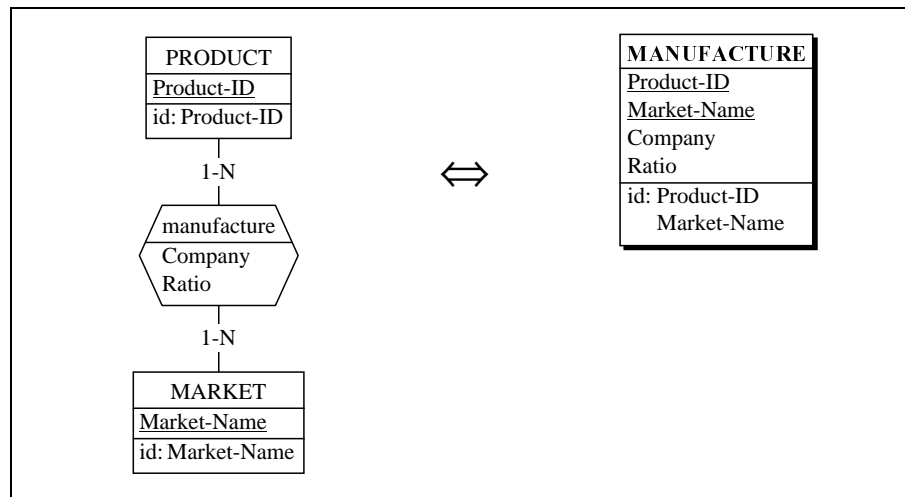 PRODUCT
Product-ID
id: Product-ID
1-N
manufacture
Company
Ratio
1-N
MARKET
Market-Name
id: Market-Name
⇔
MANUFACTURE
Product-ID
Market-Name
Company
Ratio
id: Product-ID
Market-Name